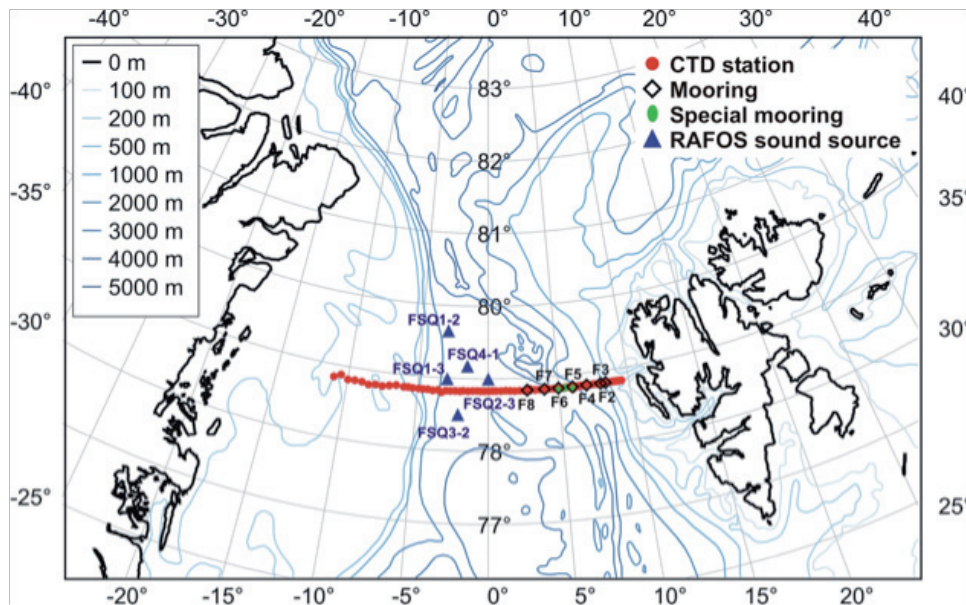 -40° -30° -20° -10° 0° 10° 20° 30° 40°
0 m
100 m
200 m
500 m
1000 m
2000 m
3000 m
4000 m
5000 m
CTD station
Mooring
Special mooring
RAFOS sound source
-40°
-35°
-30°
-25°
40°
35°
30°
25°
83°
82°
81°
80°
78°
77°
FSQ1-2
FSQ4-1
FSQ1-3
FSQ2-3
FSQ3-2
F7 F5 F3
F8 F6 F4 F2
-20° -15° -10° -5° 0° 5° 10° 15° 20°